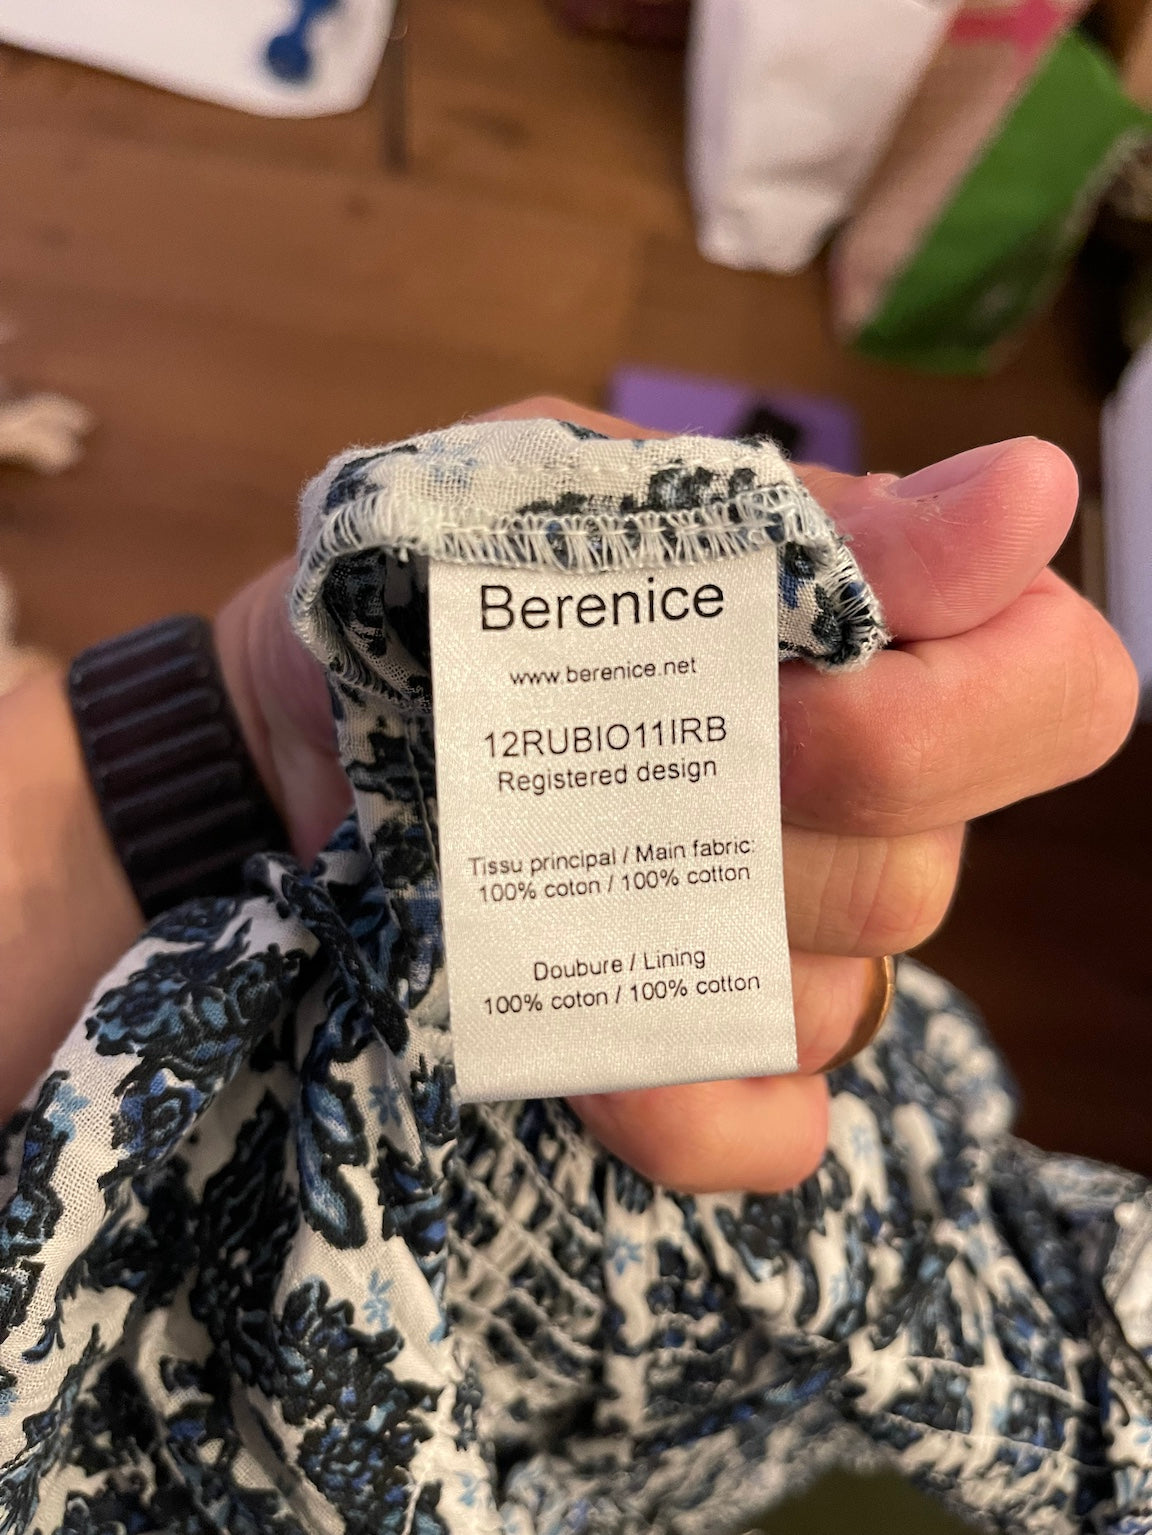 Berenice
www.berenice.net
12RUBIO11IRB
Registered design
Tissu principal / Main fabric:
100% coton / 100% cotton
Doubure / Lining
100% coton / 100% cotton